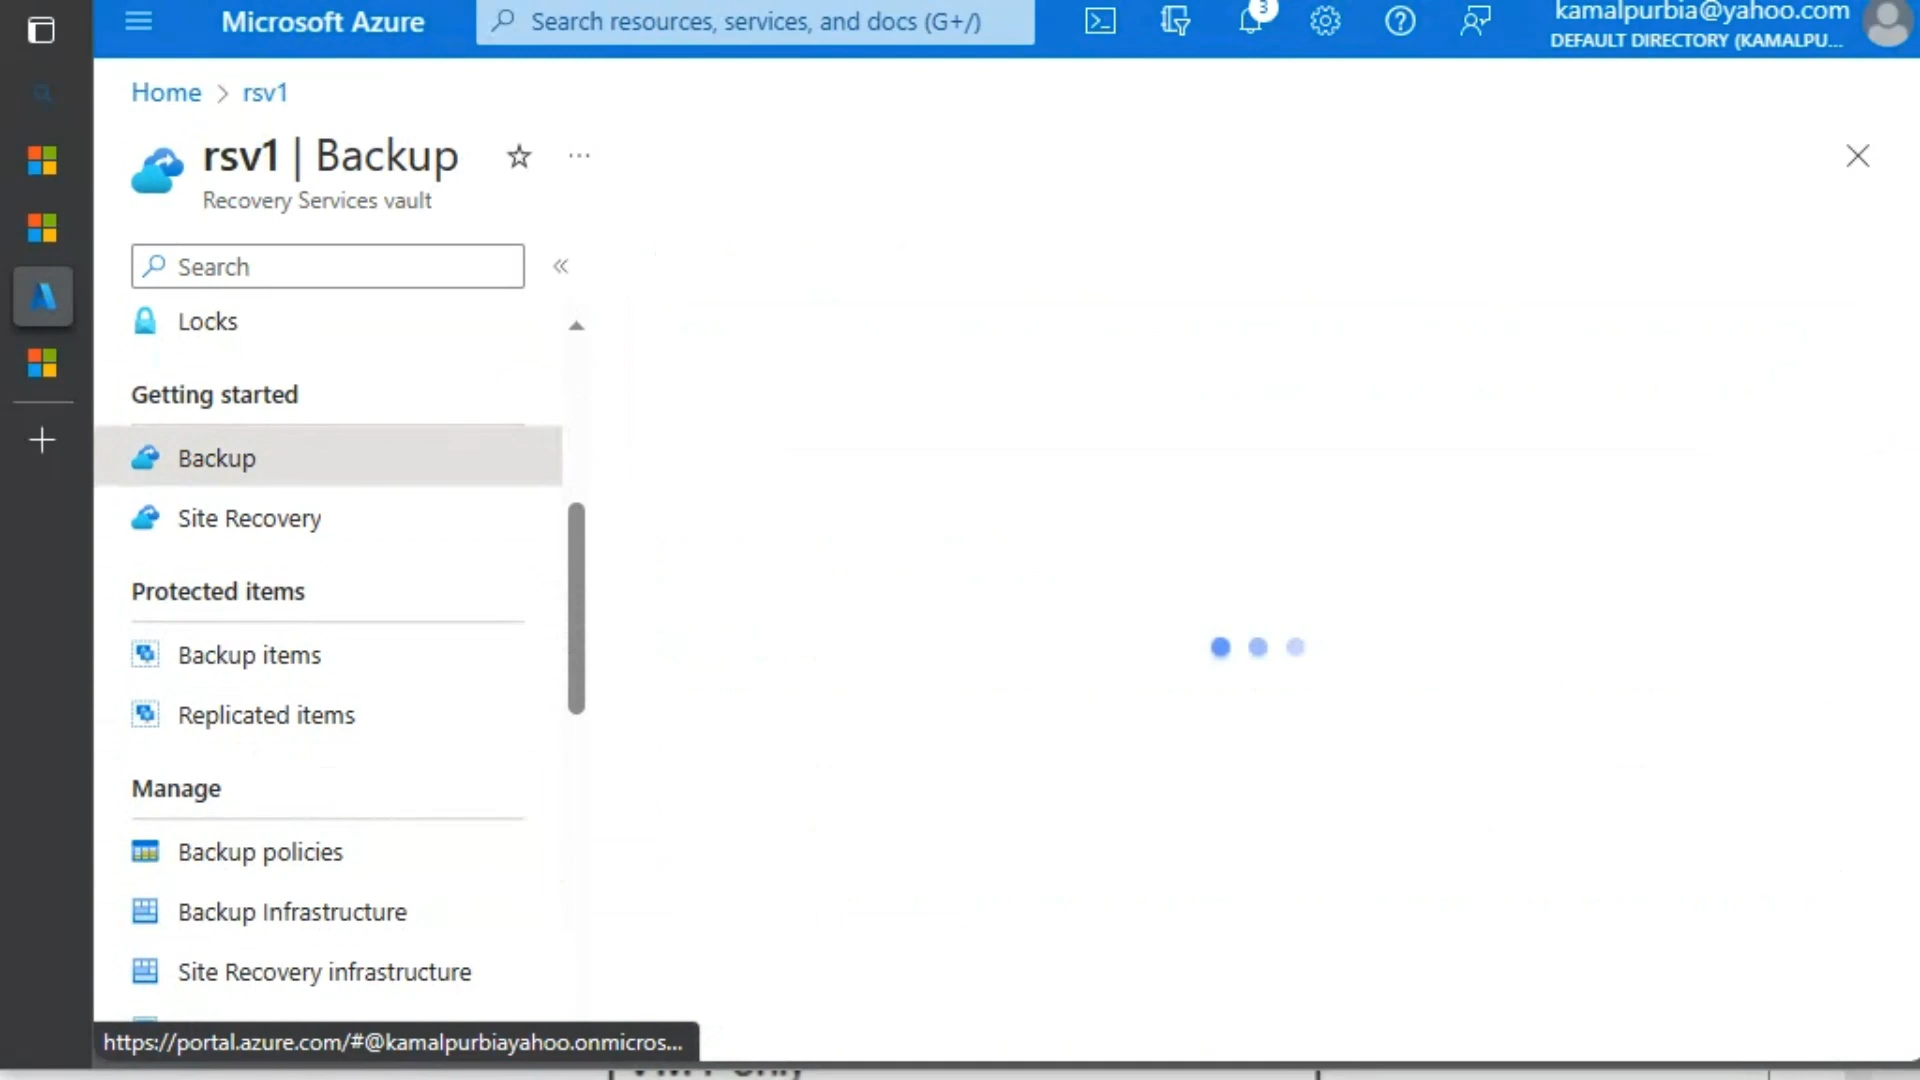 Microsoft Azure
Search resources, services, and docs (G+/)
3
kamalpurbia@yahoo.com
DEFAULT DIRECTORY (KAMALPU...
Home > rsv1
rsv1 | Backup
Recovery Services vault
Search
Locks
Getting started
Backup
Site Recovery
Protected items
Backup items
Replicated items
Manage
Backup policies
Backup Infrastructure
Site Recovery infrastructure
https://portal.azure.com/#@kamalpurbiayahoo.onmicros...